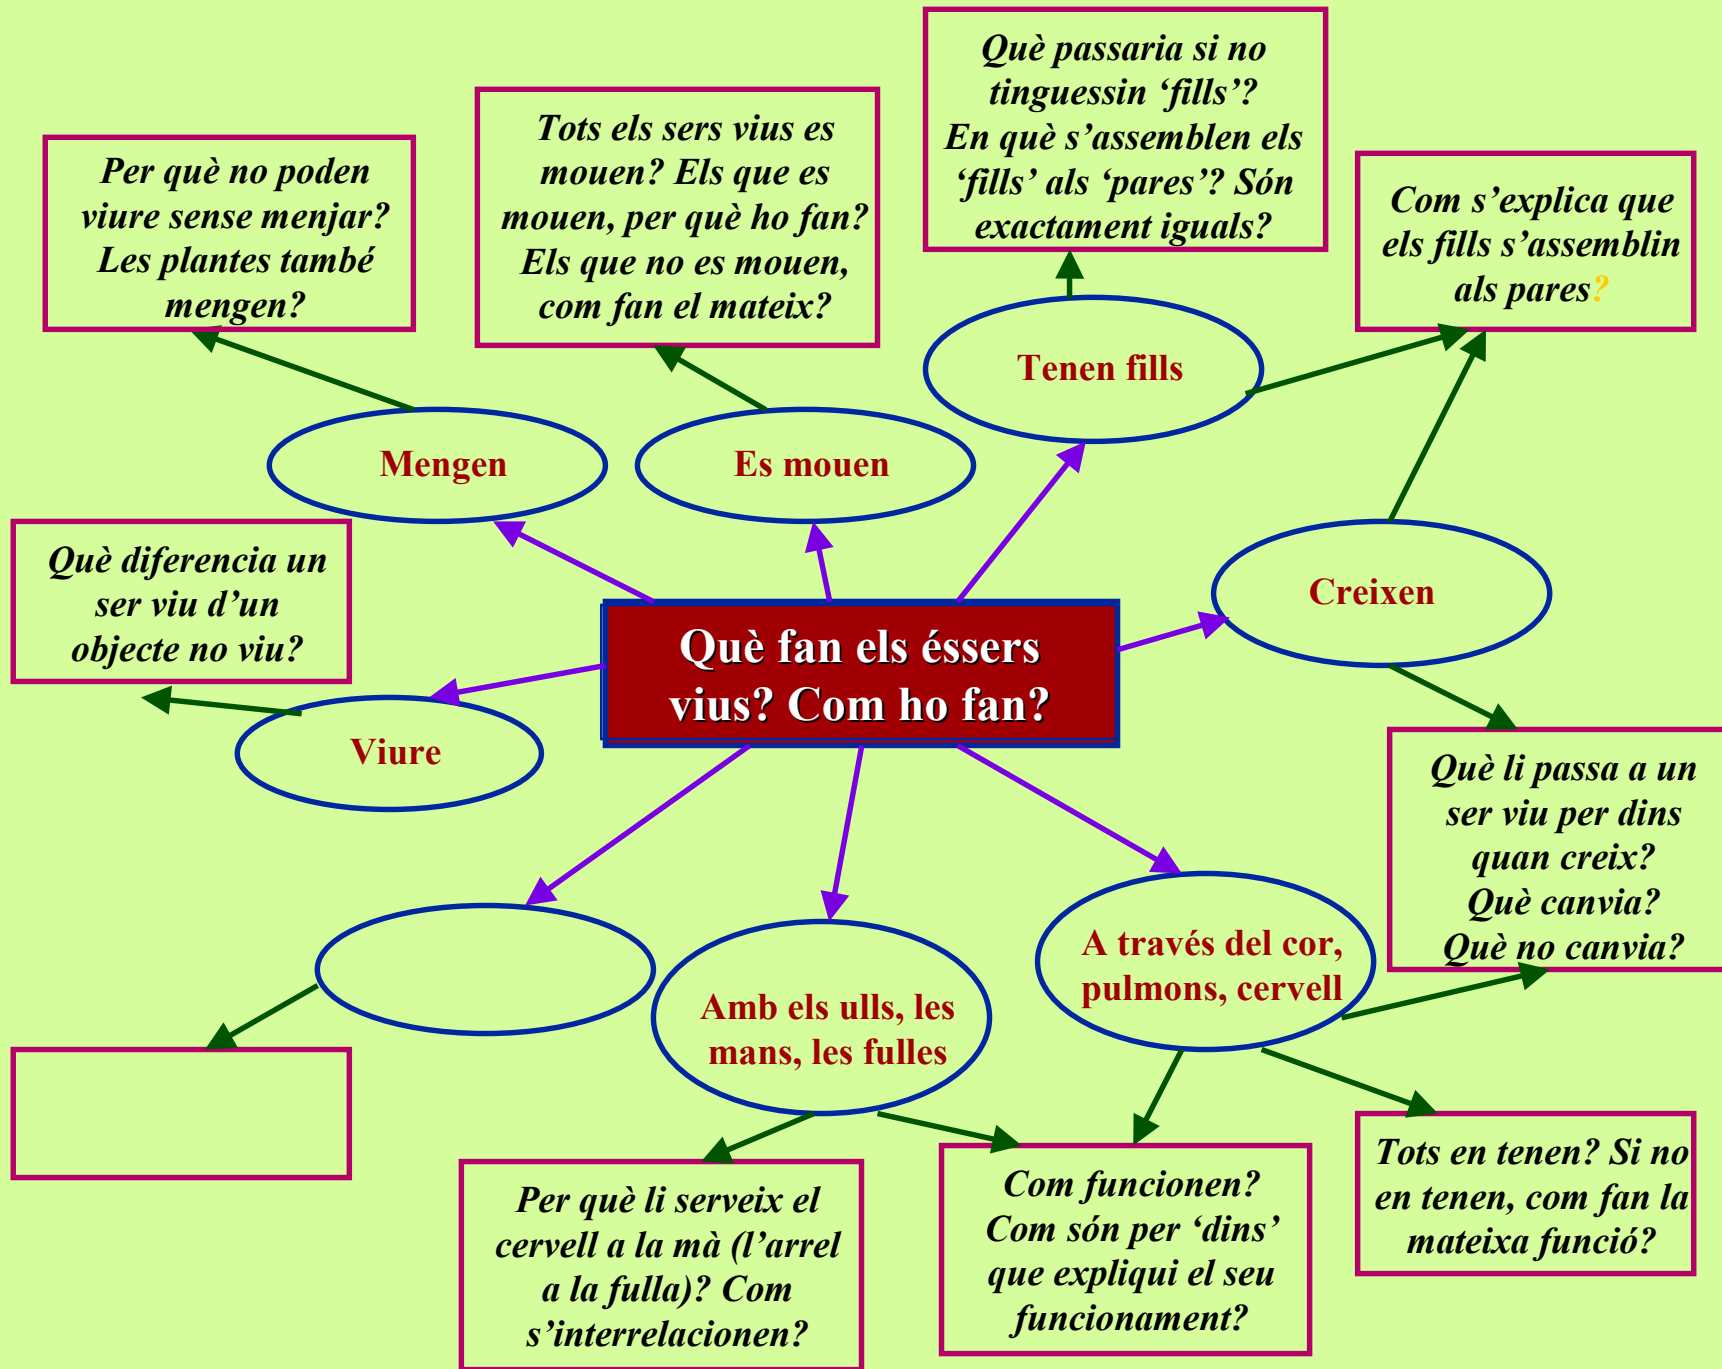 Què passaria si no
tinguessin ‘fills’?
En què s’assemblen els
‘fills’ als ‘pares’? Són
exactament iguals?
Tots els sers vius es
mouen? Els que es
mouen, per què ho fan?
Els que no es mouen,
com fan el mateix?
Per què no poden
viure sense menjar?
Les plantes també
mengen?
Com s’explica que
els fills s’assemblin
als pares?
Tenen fills
Mengen
Es mouen
Què diferencia un
ser viu d’un
objecte no viu?
Creixen
Què fan els éssers
vius? Com ho fan?
Viure
Què li passa a un
ser viu per dins
quan creix?
Què canvia?
Què no canvia?
A través del cor,
pulmons, cervell
Amb els ulls, les
mans, les fulles
Per què li serveix el
cervell a la mà (l’arrel
a la fulla)? Com
s’interrelacionen?
Com funcionen?
Com són per ‘dins’
que expliqui el seu
funcionament?
Tots en tenen? Si no
en tenen, com fan la
mateixa funció?